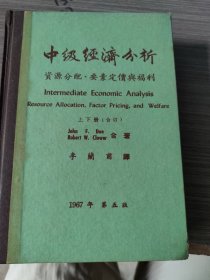 中級經濟分析
資源分配·要素定價與福利
Intermediate Economic Analysis
Resource Allocation, Factor Pricing, and Welfare
上下册(合订)
John F. Due
Robert W. Clower 合著
李蘭甫 譯
1967 年 第五版